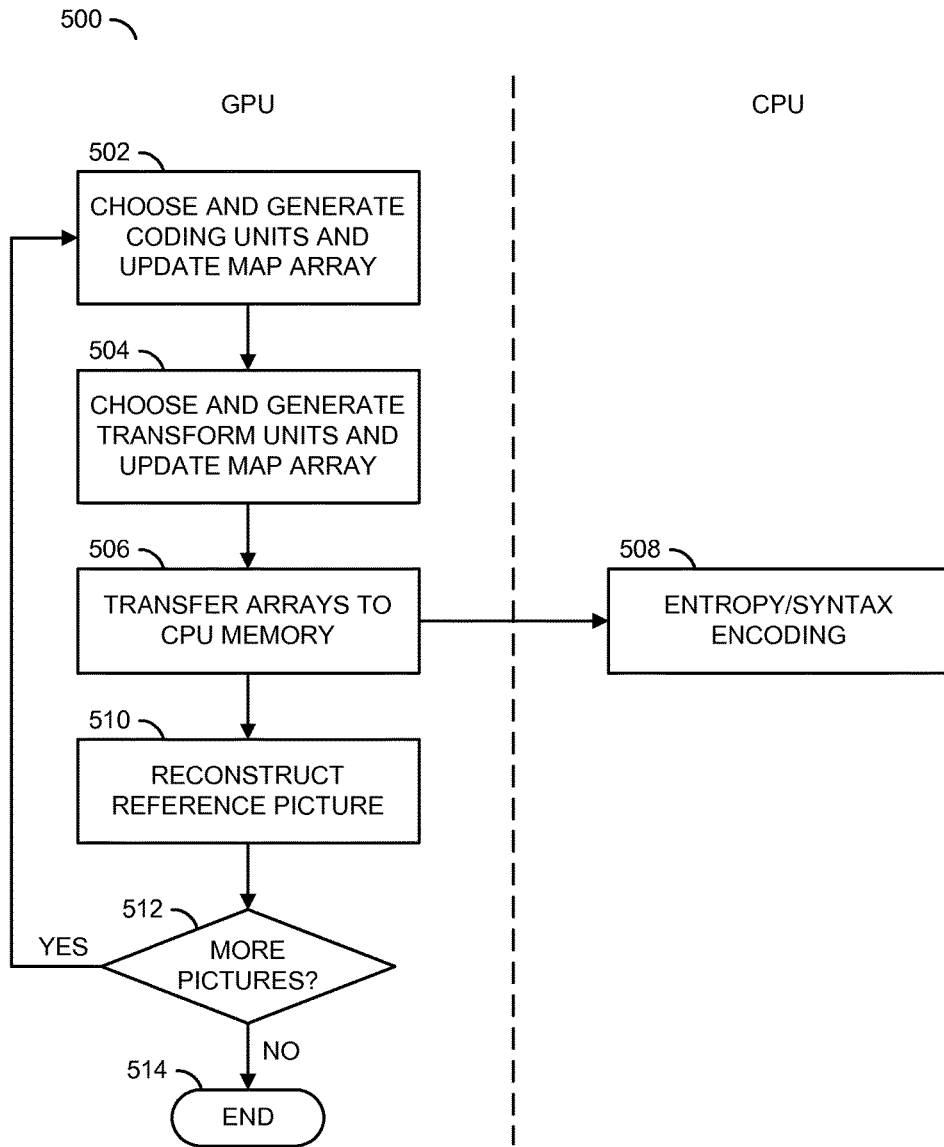 500
GPU
CPU
502
CHOOSE AND GENERATE
CODING UNITS AND
UPDATE MAP ARRAY
504
CHOOSE AND GENERATE
TRANSFORM UNITS AND
UPDATE MAP ARRAY
506
TRANSFER ARRAYS TO
CPU MEMORY
508
ENTROPY/SYNTAX
ENCODING
510
RECONSTRUCT
REFERENCE PICTURE
512
YES
MORE
PICTURES?
NO
514
END